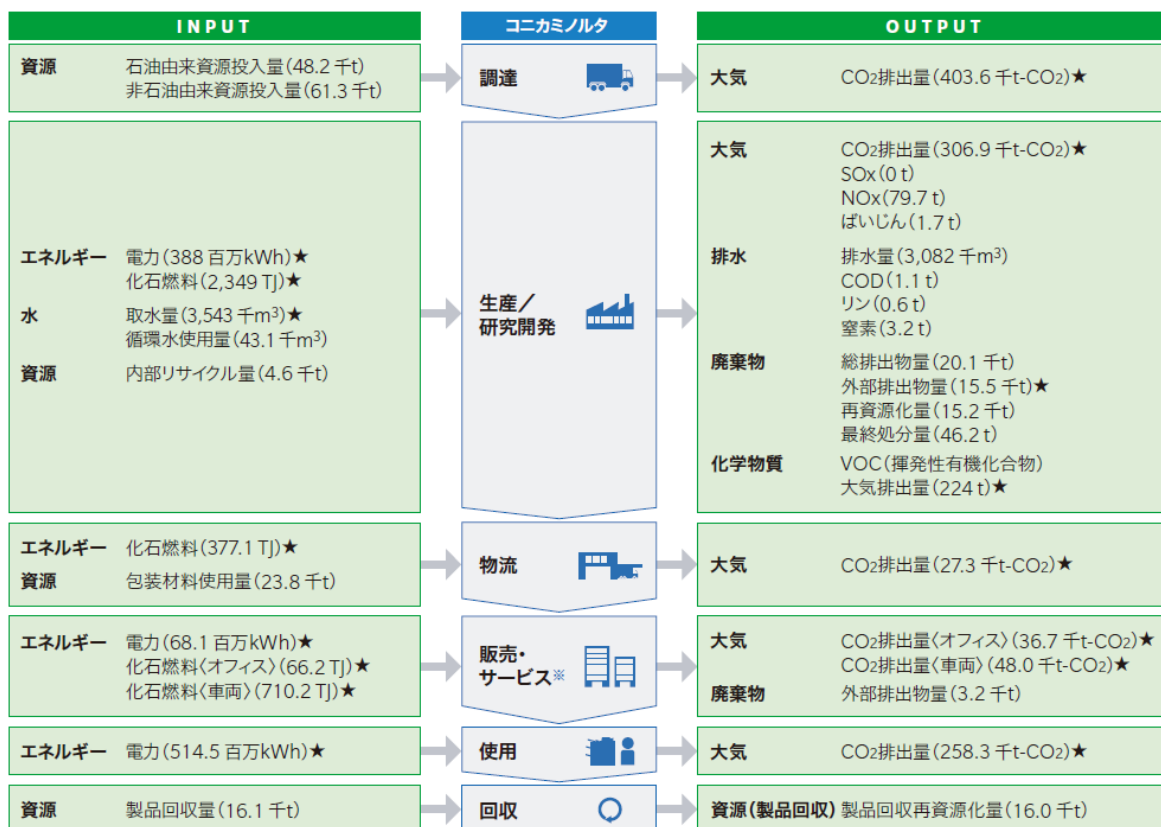 INPUT
コニカミノルタ
OUTPUT
資源 石油由来資源投入量(48.2 千t)
非石油由来資源投入量(61.3 千t)
調達
大気 CO2排出量(403.6 千t-CO2)★
エネルギー 電力(388 百万kWh)★
化石燃料(2,349 TJ)★
水 取水量(3,543 千m³)★
循環水使用量(43.1 千m³)
資源 内部リサイクル量(4.6 千t)
生産／
研究開発
大気 CO2排出量(306.9 千t-CO2)★
SOx(0 t)
NOx(79.7 t)
ばいじん(1.7 t)
排水 排水量(3,082 千m³)
COD(1.1 t)
リン(0.6 t)
窒素(3.2 t)
廃棄物 総排出物量(20.1 千t)
外部排出物量(15.5 千t)★
再資源化量(15.2 千t)
最終処分量(46.2 t)
化学物質 VOC(揮発性有機化合物)
大気排出量(224 t)★
エネルギー 化石燃料(377.1 TJ)★
資源 包装材料使用量(23.8 千t)
物流
大気 CO2排出量(27.3 千t-CO2)★
エネルギー 電力(68.1 百万kWh)★
化石燃料〈オフィス〉(66.2 TJ)★
化石燃料〈車両〉(710.2 TJ)★
販売・
サービス※
大気 CO2排出量〈オフィス〉(36.7 千t-CO2)★
CO2排出量〈車両〉(48.0 千t-CO2)★
廃棄物 外部排出物量(3.2 千t)
エネルギー 電力(514.5 百万kWh)★
使用
大気 CO2排出量(258.3 千t-CO2)★
資源 製品回収量(16.1 千t)
回収
資源(製品回収) 製品回収再資源化量(16.0 千t)